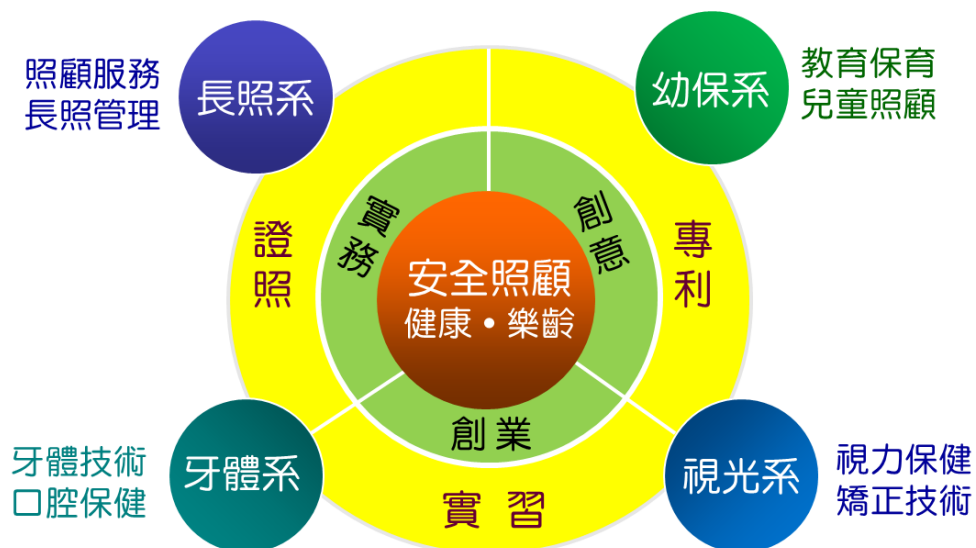 照顧服務
長照管理
長照系
幼保系
教育保育
兒童照顧
實務
創意
證照
專利
安全照顧
健康•樂齡
創業
牙體技術
口腔保健
牙體系
實習
視光系
視力保健
矯正技術